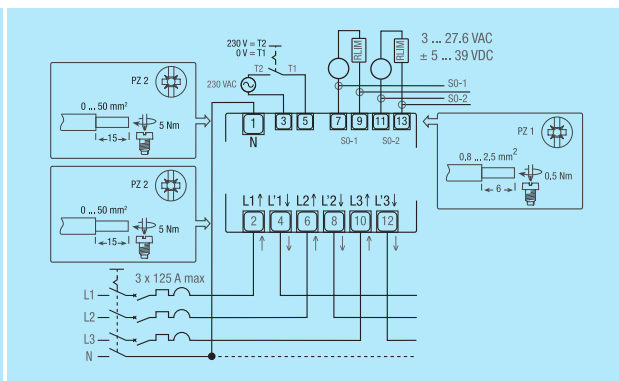 230 V = T2
0 V = T1
T2 T1
230 VAC
RLIM
RLIM
3 ... 27.6 VAC
± 5 ... 39 VDC
S0-1
S0-2
PZ 2
0 ... 50 mm²
5 Nm
15
1 3 5 7 9 11 13
N S0-1 S0-2
PZ 1
0,8 ... 2,5 mm²
0,5 Nm
6
PZ 2
0 ... 50 mm²
5 Nm
15
L1↑ L'1↓ L2↑ L'2↓ L3↑ L'3↓
2 4 6 8 10 12
3 x 125 A max
L1
L2
L3
N